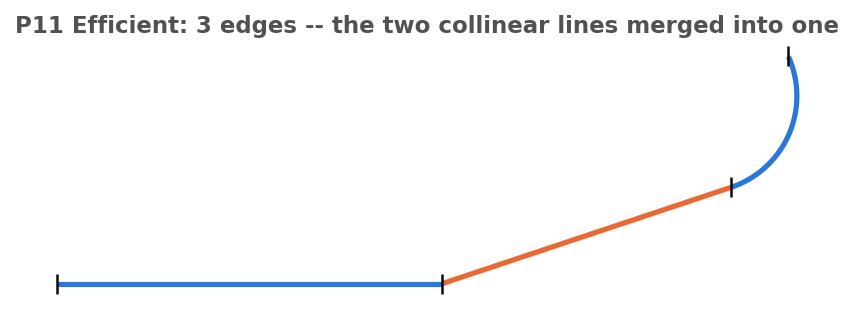 P11 Efficient: 3 edges -- the two collinear lines merged into one